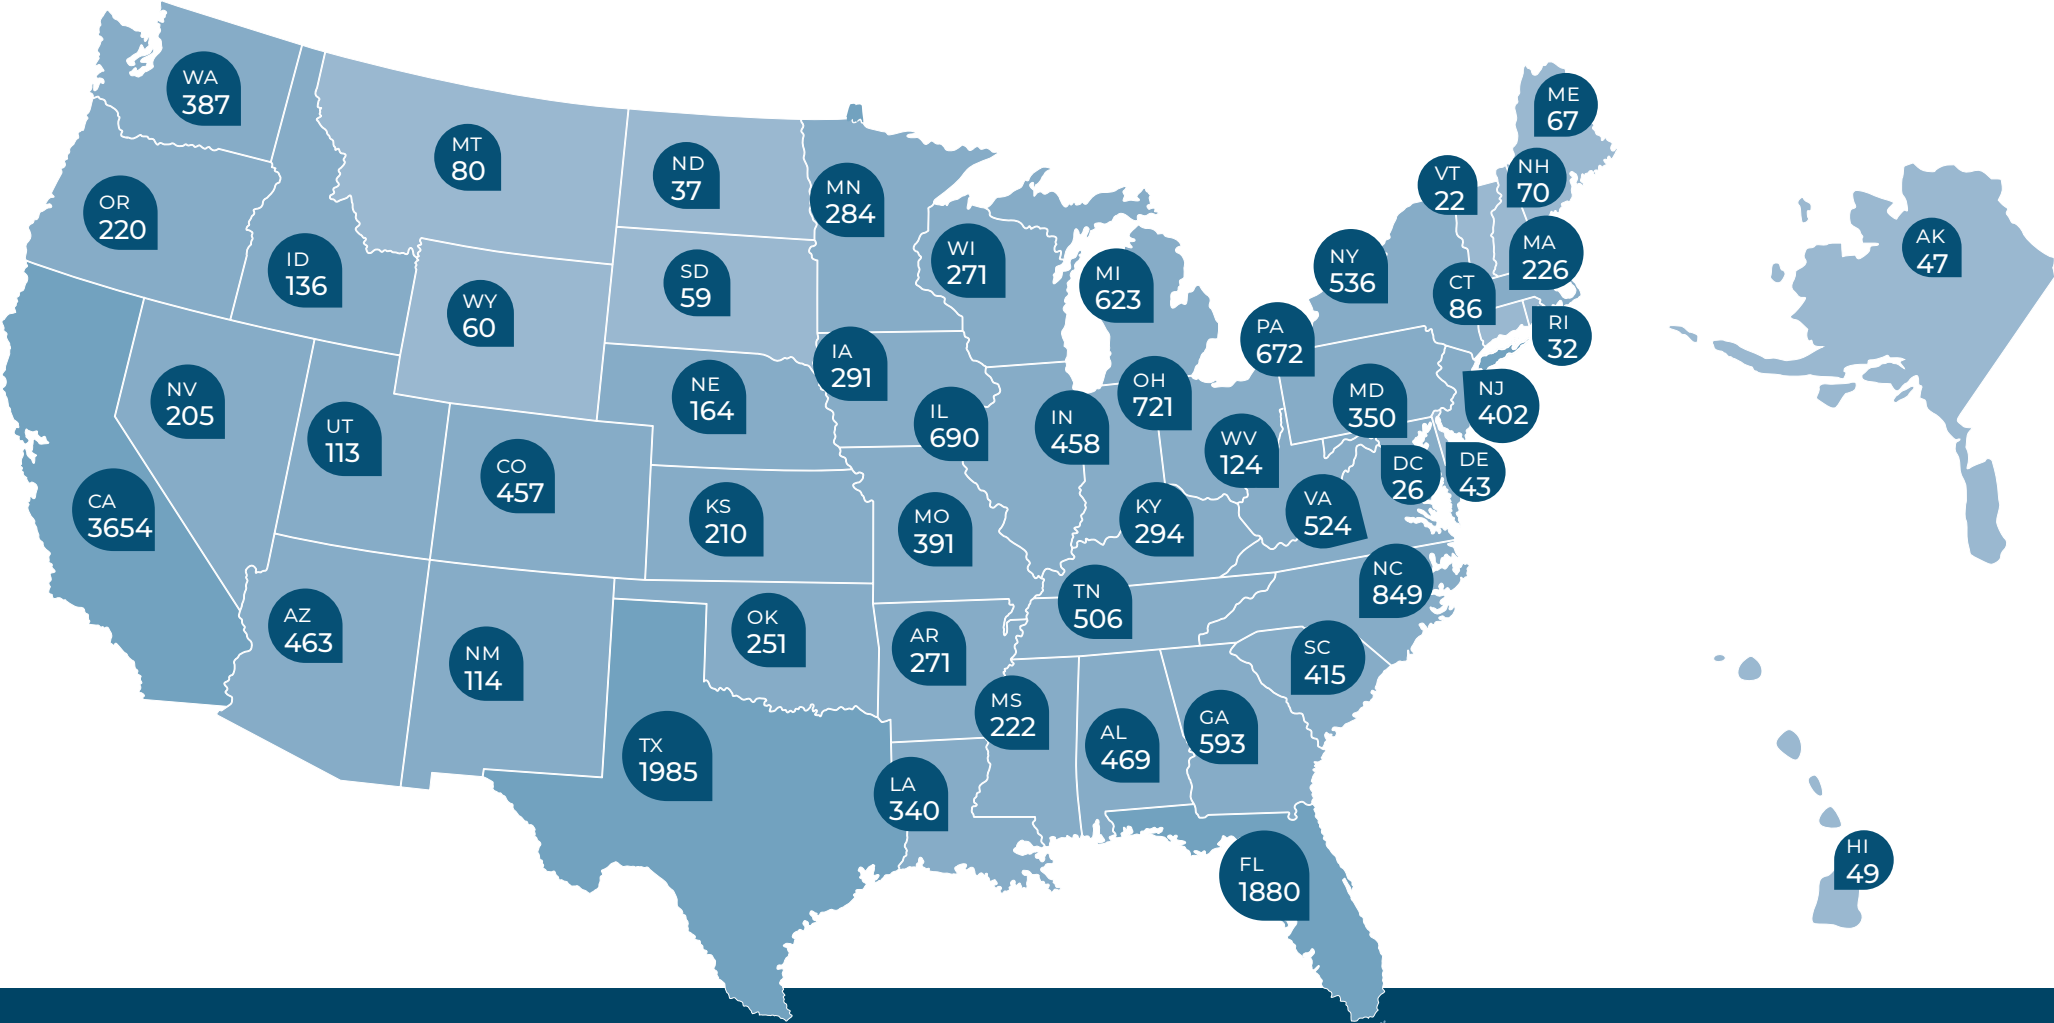 WA
387
MT
80
ND
37
MN
284
ME
67
NH
70
VT
22
OR
220
ID
136
WY
60
SD
59
WI
271
MI
623
NY
536
MA
226
CT
86
RI
32
AK
47
NV
205
UT
113
CO
457
NE
164
IA
291
IL
690
IN
458
OH
721
PA
672
MD
350
NJ
402
WV
124
DC
26
DE
43
CA
3654
KS
210
MO
391
KY
294
VA
524
NC
849
AZ
463
NM
114
OK
251
AR
271
TN
506
SC
415
TX
1985
LA
340
MS
222
AL
469
GA
593
FL
1880
HI
49